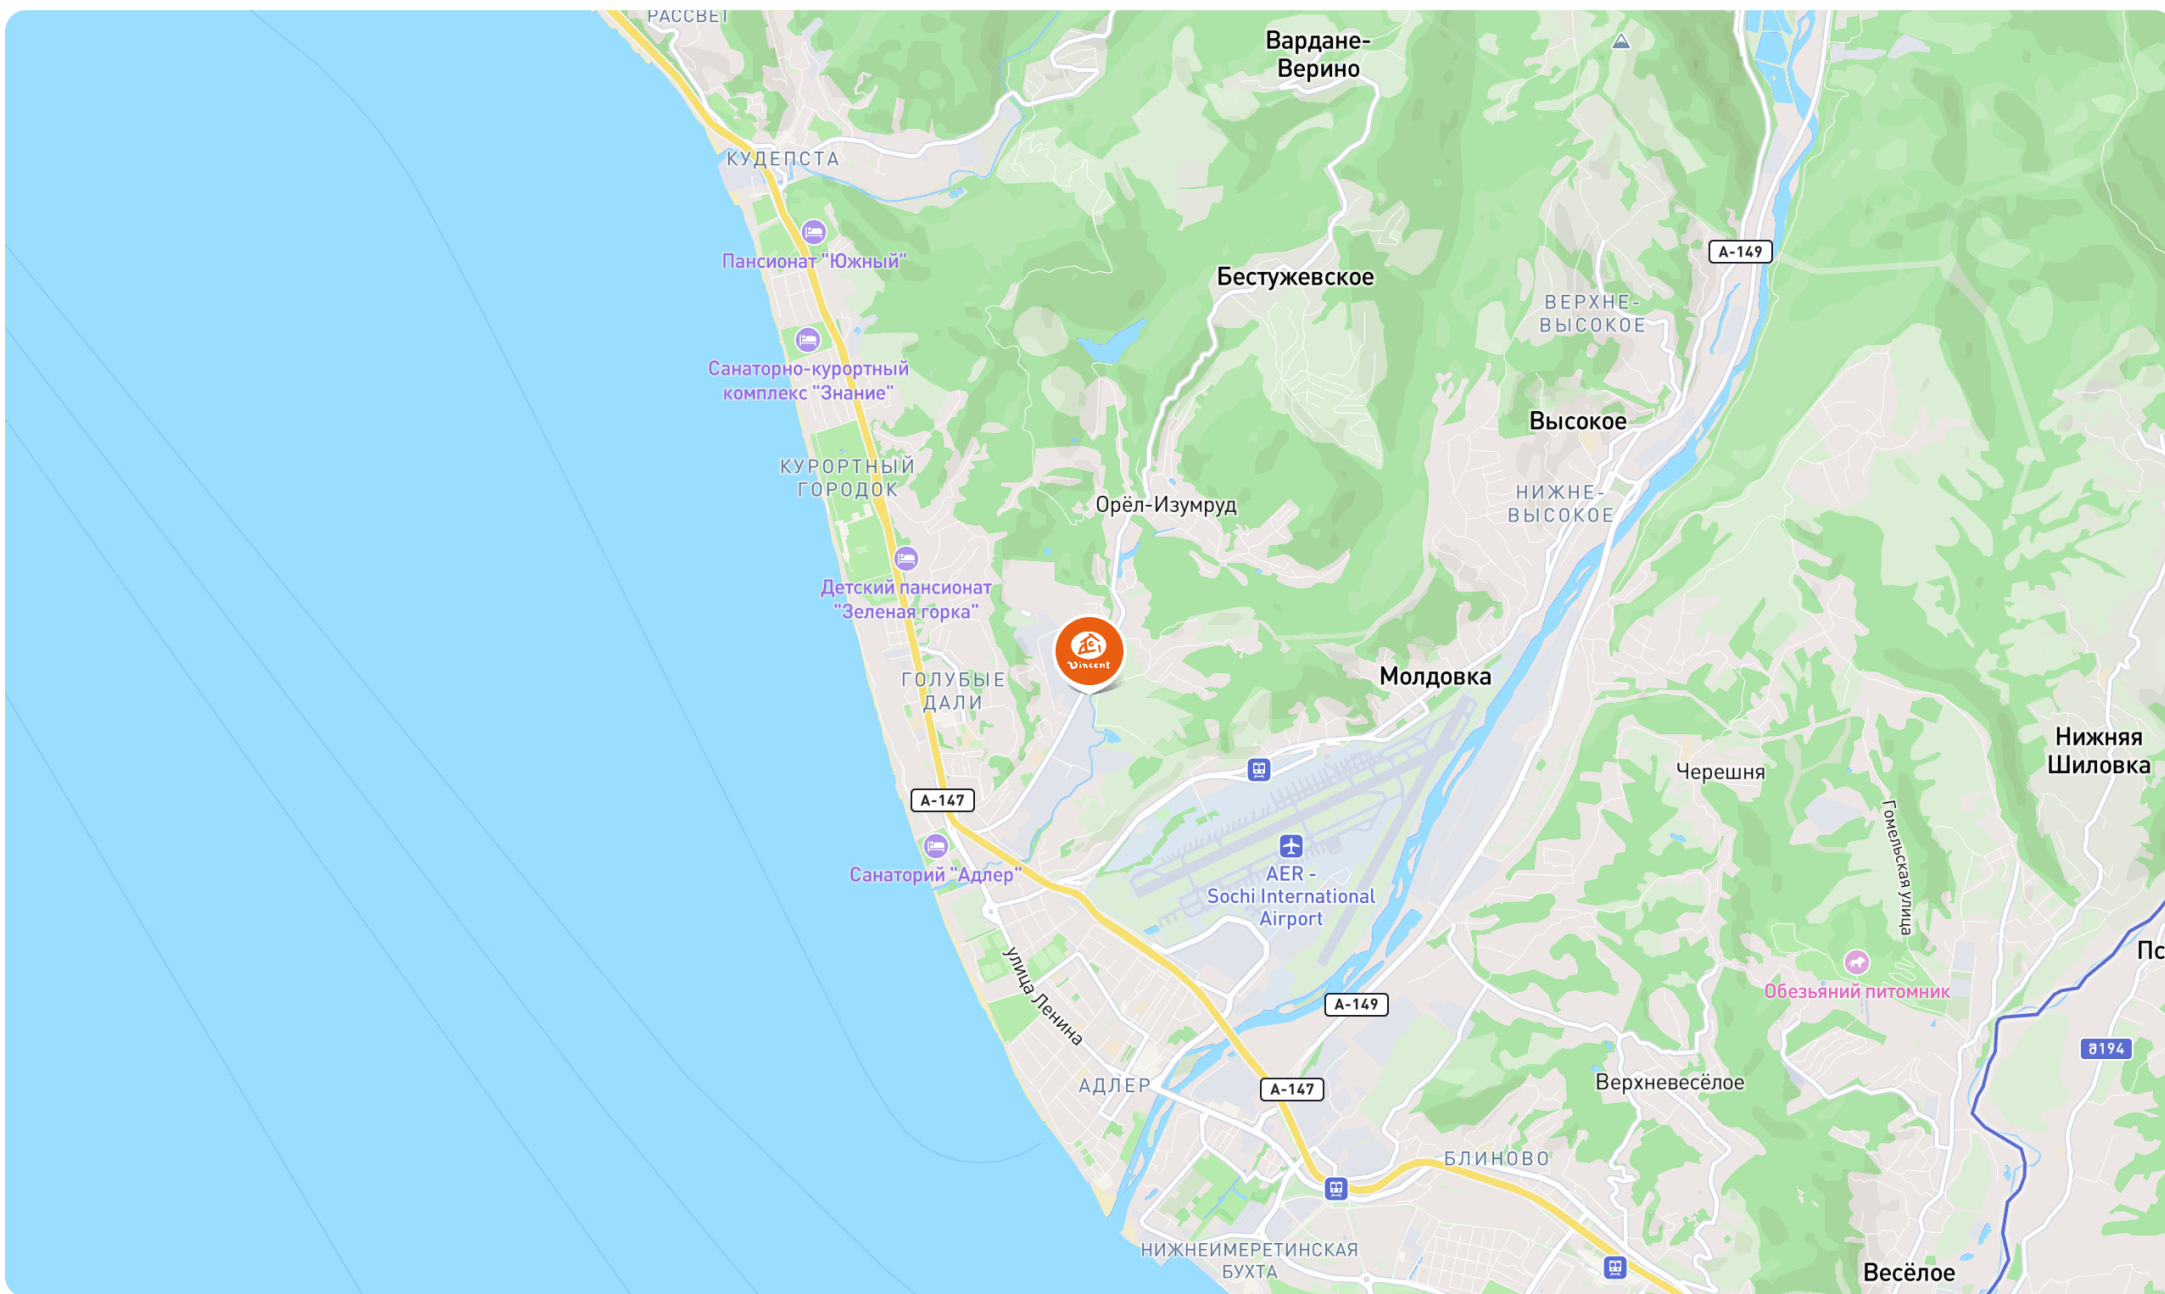 РАССВЕТ
Вардане-
Верино
КУДЕПСТА
Пансионат "Южный"
А-149
Бестужевское
ВЕРХНЕ-
ВЫСОКОЕ
Санаторно-курортный
комплекс "Знание"
Высокое
КУРОРТНЫЙ
ГОРОДОК
НИЖНЕ-
ВЫСОКОЕ
Орёл-Изумруд
Детский пансионат
"Зеленая горка"
Vincent
ГОЛУБЫЕ
ДАЛИ
Молдовка
Нижняя
Шиловка
Черешня
А-147
Гомельская улица
Санаторий "Адлер"
AER -
Sochi International
Airport
улица Ленина
Пс
Обезьяний питомник
А-149
შ194
АДЛЕР
А-147
Верхневесёлое
БЛИНОВО
НИЖНЕИМЕРЕТИНСКАЯ
БУХТА
Весёлое